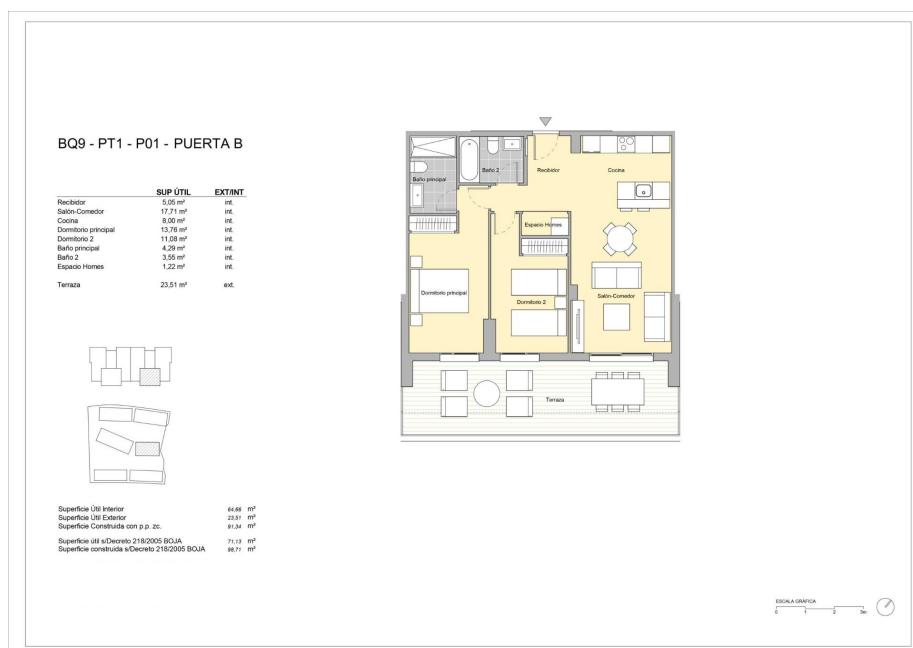 BQ9 - PT1 - P01 - PUERTA B
SUP ÚTIL EXT/INT
Recibidor 5,05 m² int.
Salón-Comedor 17,71 m² int.
Cocina 8,00 m² int.
Dormitorio principal 13,76 m² int.
Dormitorio 2 11,08 m² int.
Baño principal 4,29 m² int.
Baño 2 3,55 m² int.
Espacio Homes 1,22 m² int.
Terraza 23,51 m² ext.
Baño principal
Baño 2
Recibidor
Cocina
Espacio Homes
Dormitorio principal
Dormitorio 2
Salón-Comedor
Terraza
Superficie Útil Interior 64,66 m²
Superficie Útil Exterior 23,51 m²
Superficie Construida con p.p. zc. 91,34 m²
Superficie útil s/Decreto 218/2005 BOJA 71,13 m²
Superficie construida s/Decreto 218/2005 BOJA 98,71 m²
ESCALA GRÁFICA
0 1 2 3m